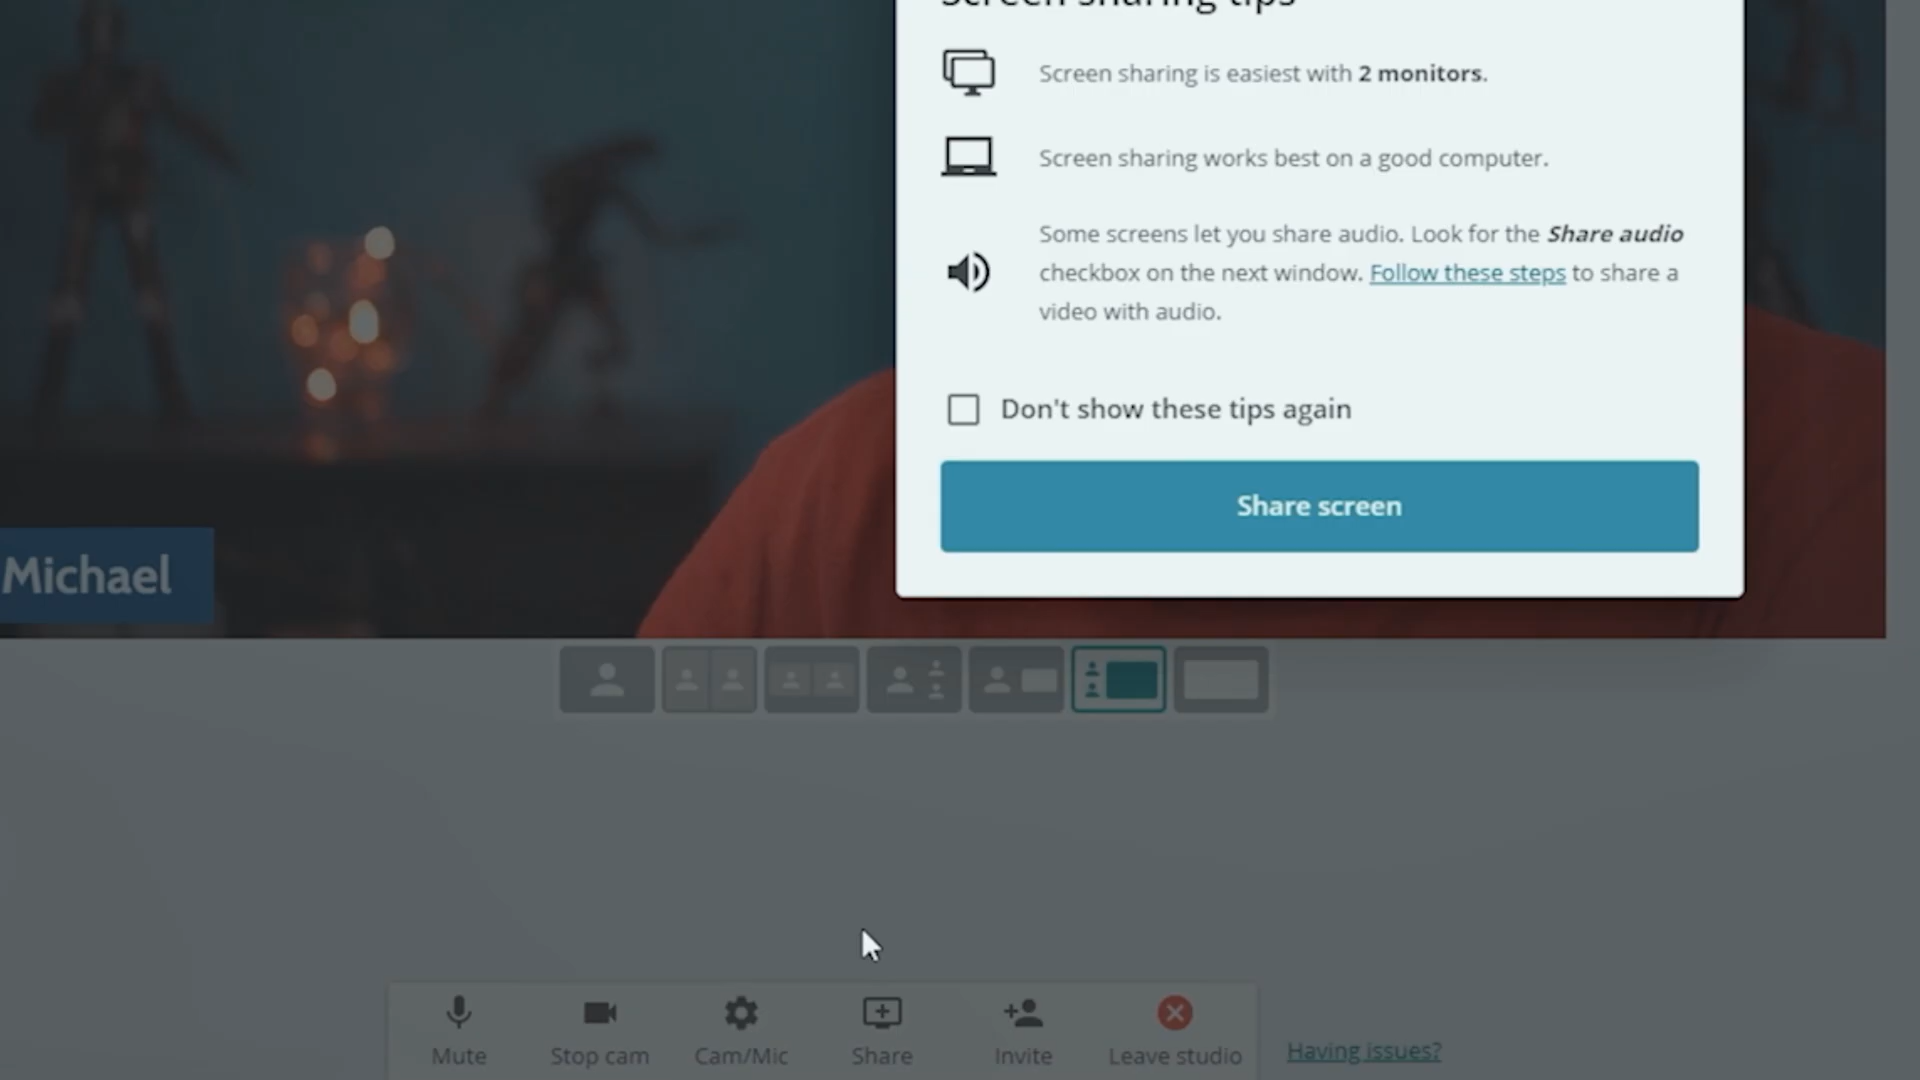 Screen sharing tips
Screen sharing is easiest with 2 monitors.
Screen sharing works best on a good computer.
Some screens let you share audio. Look for the Share audio
checkbox on the next window. Follow these steps to share a
video with audio.
Don't show these tips again
Share screen
Michael
Mute
Stop cam
Cam/Mic
Share
Invite
Leave studio
Having issues?